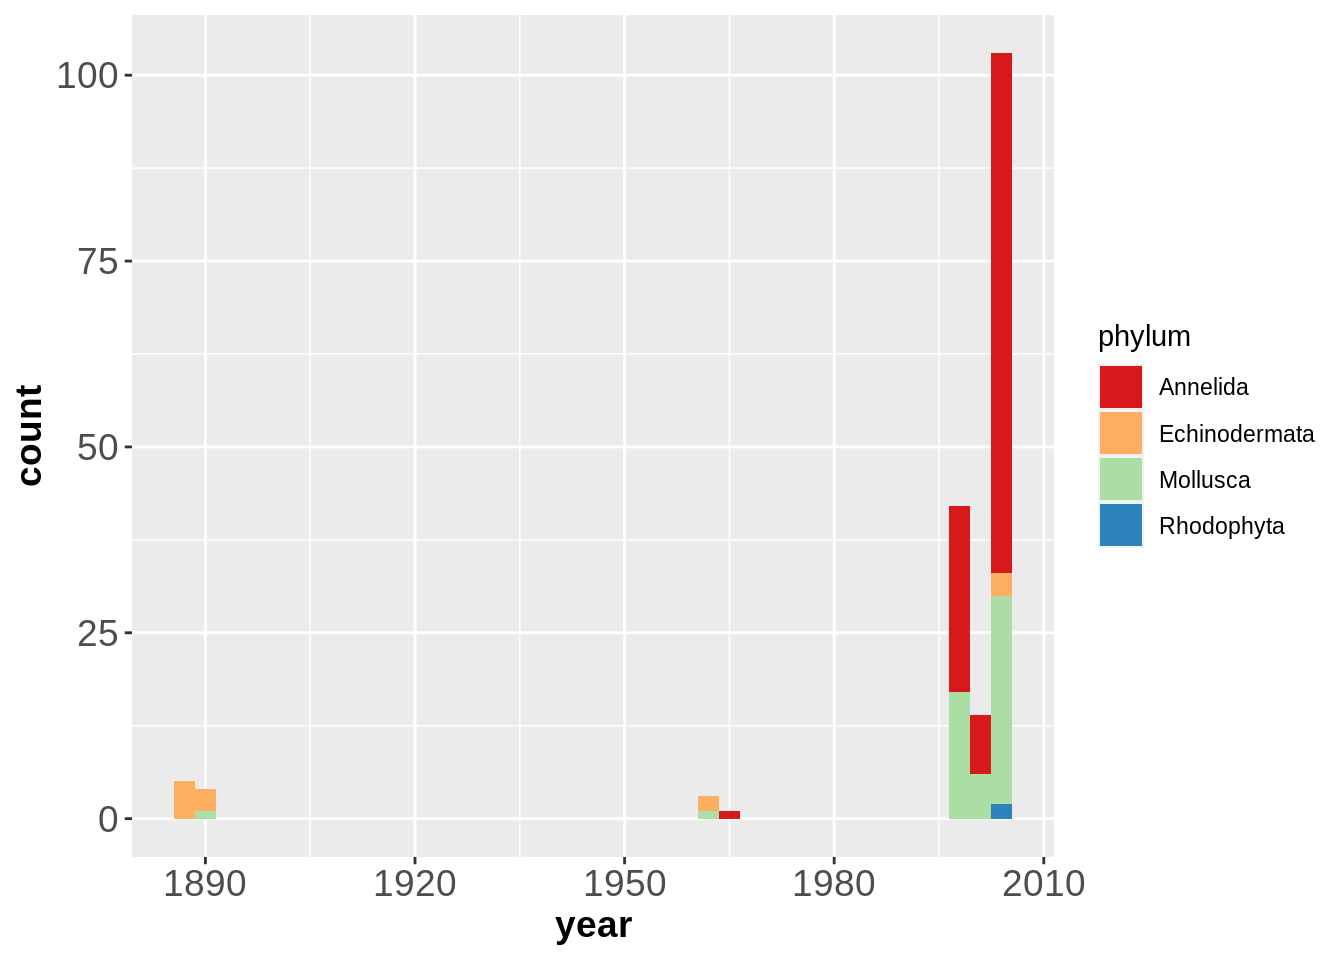 100
75
50
25
0
count
1890 1920 1950 1980 2010
year
phylum
Annelida
Echinodermata
Mollusca
Rhodophyta